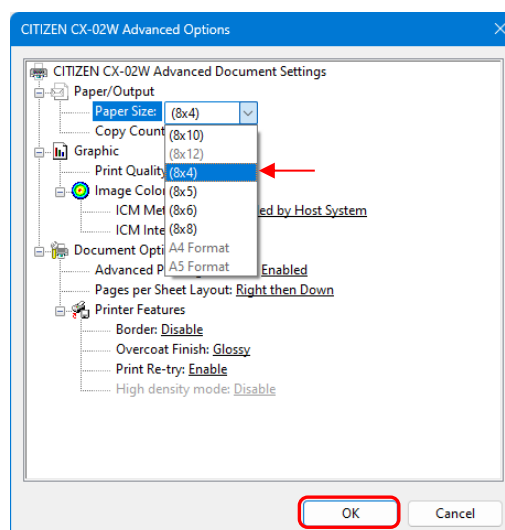 CITIZEN CX-02W Advanced Options
CITIZEN CX-02W Advanced Document Settings
Paper/Output
Paper Size: (8x4)
Copy Count
(8x10)
Graphic
(8x12)
Print Quality
(8x4)
Image Color
(8x5)
ICM Met
(8x6)
ed by Host System
ICM Inte
(8x8)
Document Opti
A4 Format
Advanced P
A5 Format
Enabled
Pages per Sheet Layout: Right then Down
Printer Features
Border: Disable
Overcoat Finish: Glossy
Print Re-try: Enable
High density mode: Disable
OK
Cancel